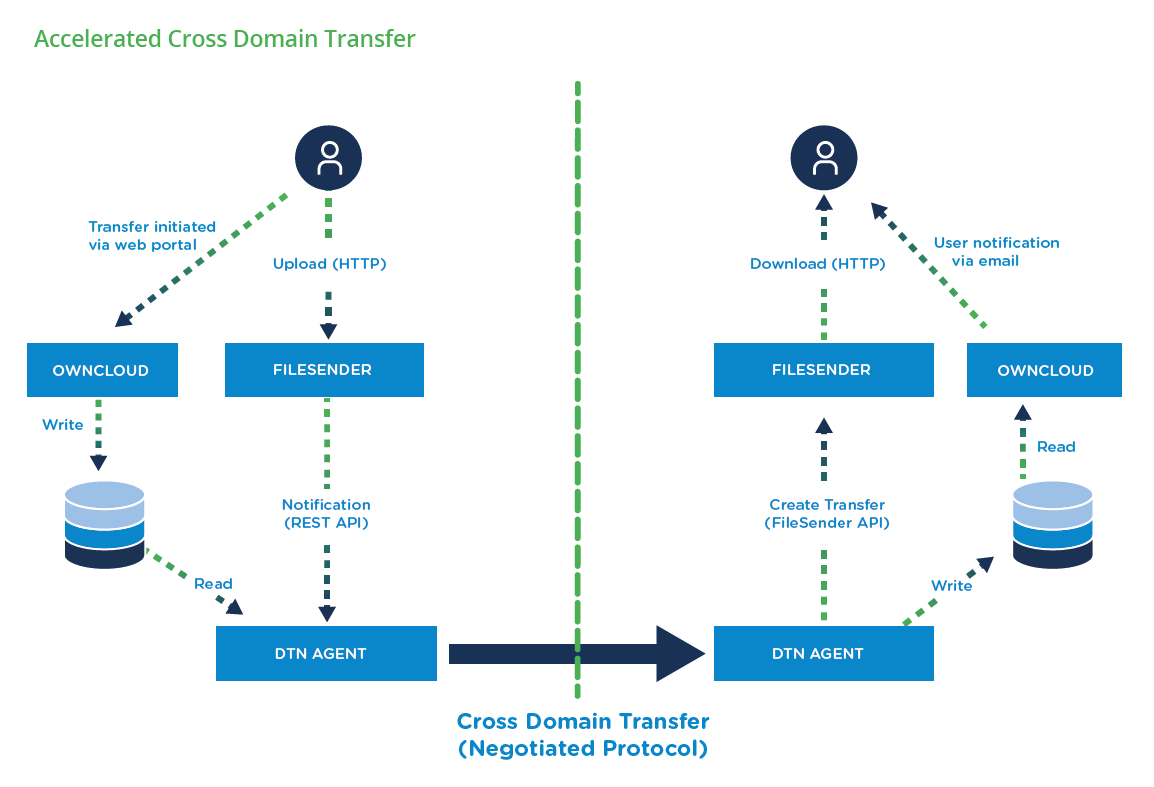 Accelerated Cross Domain Transfer
Transfer initiated
via web portal
Upload (HTTP)
Download (HTTP)
User notification
via email
OWNCLOUD
FILESENDER
FILESENDER
OWNCLOUD
Write
Read
Notification
(REST API)
Create Transfer
(FileSender API)
Read
Write
DTN AGENT
DTN AGENT
Cross Domain Transfer
(Negotiated Protocol)